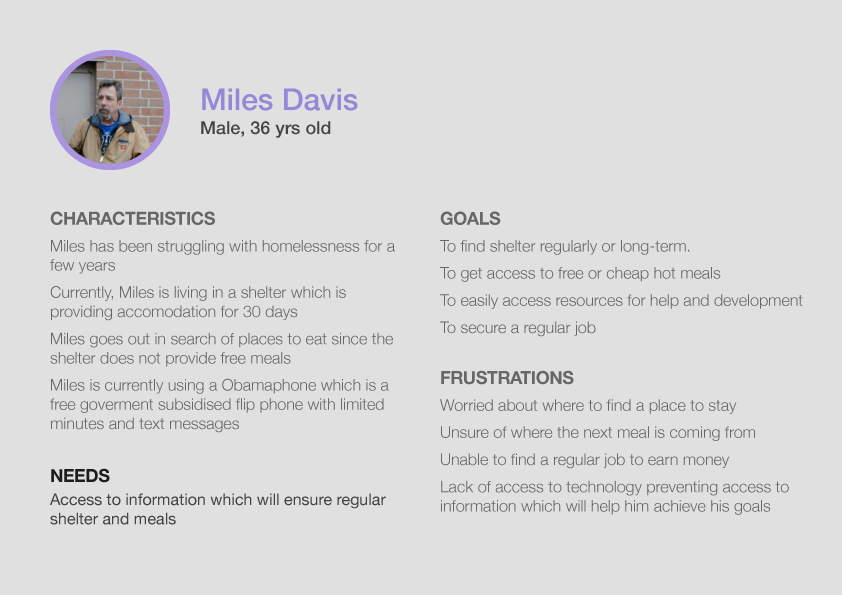 Miles Davis
Male, 36 yrs old
CHARACTERISTICS
Miles has been struggling with homelessness for a
few years
Currently, Miles is living in a shelter which is
providing accomodation for 30 days
Miles goes out in search of places to eat since the
shelter does not provide free meals
Miles is currently using a Obamaphone which is a
free goverment subsidised flip phone with limited
minutes and text messages
NEEDS
Access to information which will ensure regular
shelter and meals
GOALS
To find shelter regularly or long-term.
To get access to free or cheap hot meals
To easily access resources for help and development
To secure a regular job
FRUSTRATIONS
Worried about where to find a place to stay
Unsure of where the next meal is coming from
Unable to find a regular job to earn money
Lack of access to technology preventing access to
information which will help him achieve his goals